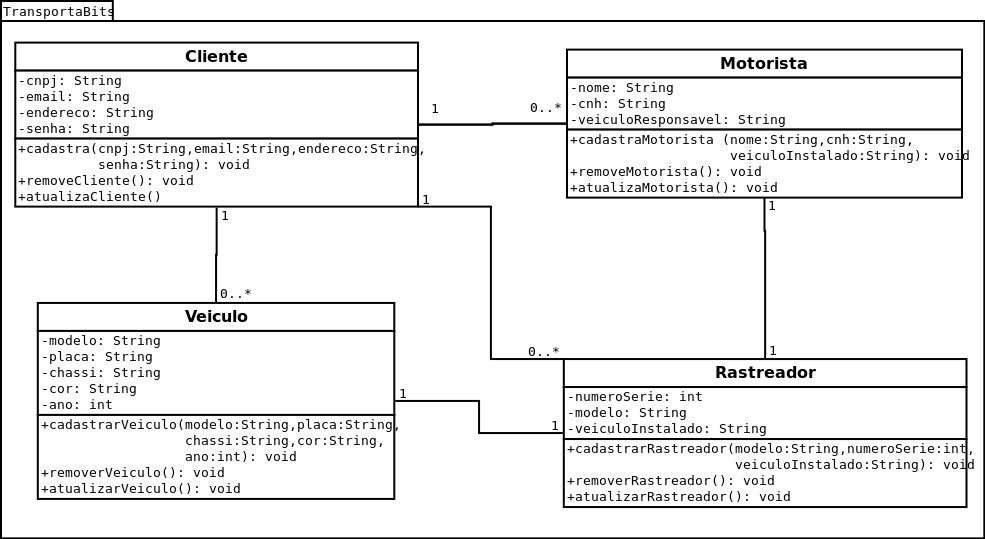 TransportaBits
Cliente
-cnpj: String
-email: String
-endereco: String
-senha: String
+cadastra(cnpj:String,email:String,endereco:String,
senha:String): void
+removeCliente(): void
+atualizaCliente()
1
0..*
Motorista
-nome: String
-cnh: String
-veiculoResponsavel: String
+cadastraMotorista (nome:String,cnh:String,
veiculoInstalado:String): void
+removeMotorista(): void
+atualizaMotorista(): void
1
1
1
0..*
0..*
1
Veiculo
-modelo: String
-placa: String
-chassi: String
-cor: String
-ano: int
+cadastrarVeiculo(modelo:String,placa:String,
chassi:String,cor:String,
ano:int): void
+removerVeiculo(): void
+atualizarVeiculo(): void
1
1
Rastreador
-numeroSerie: int
-modelo: String
-veiculoInstalado: String
+cadastrarRastreador(modelo:String,numeroSerie:int,
veiculoInstalado:String): void
+removerRastreador(): void
+atualizarRastreador(): void